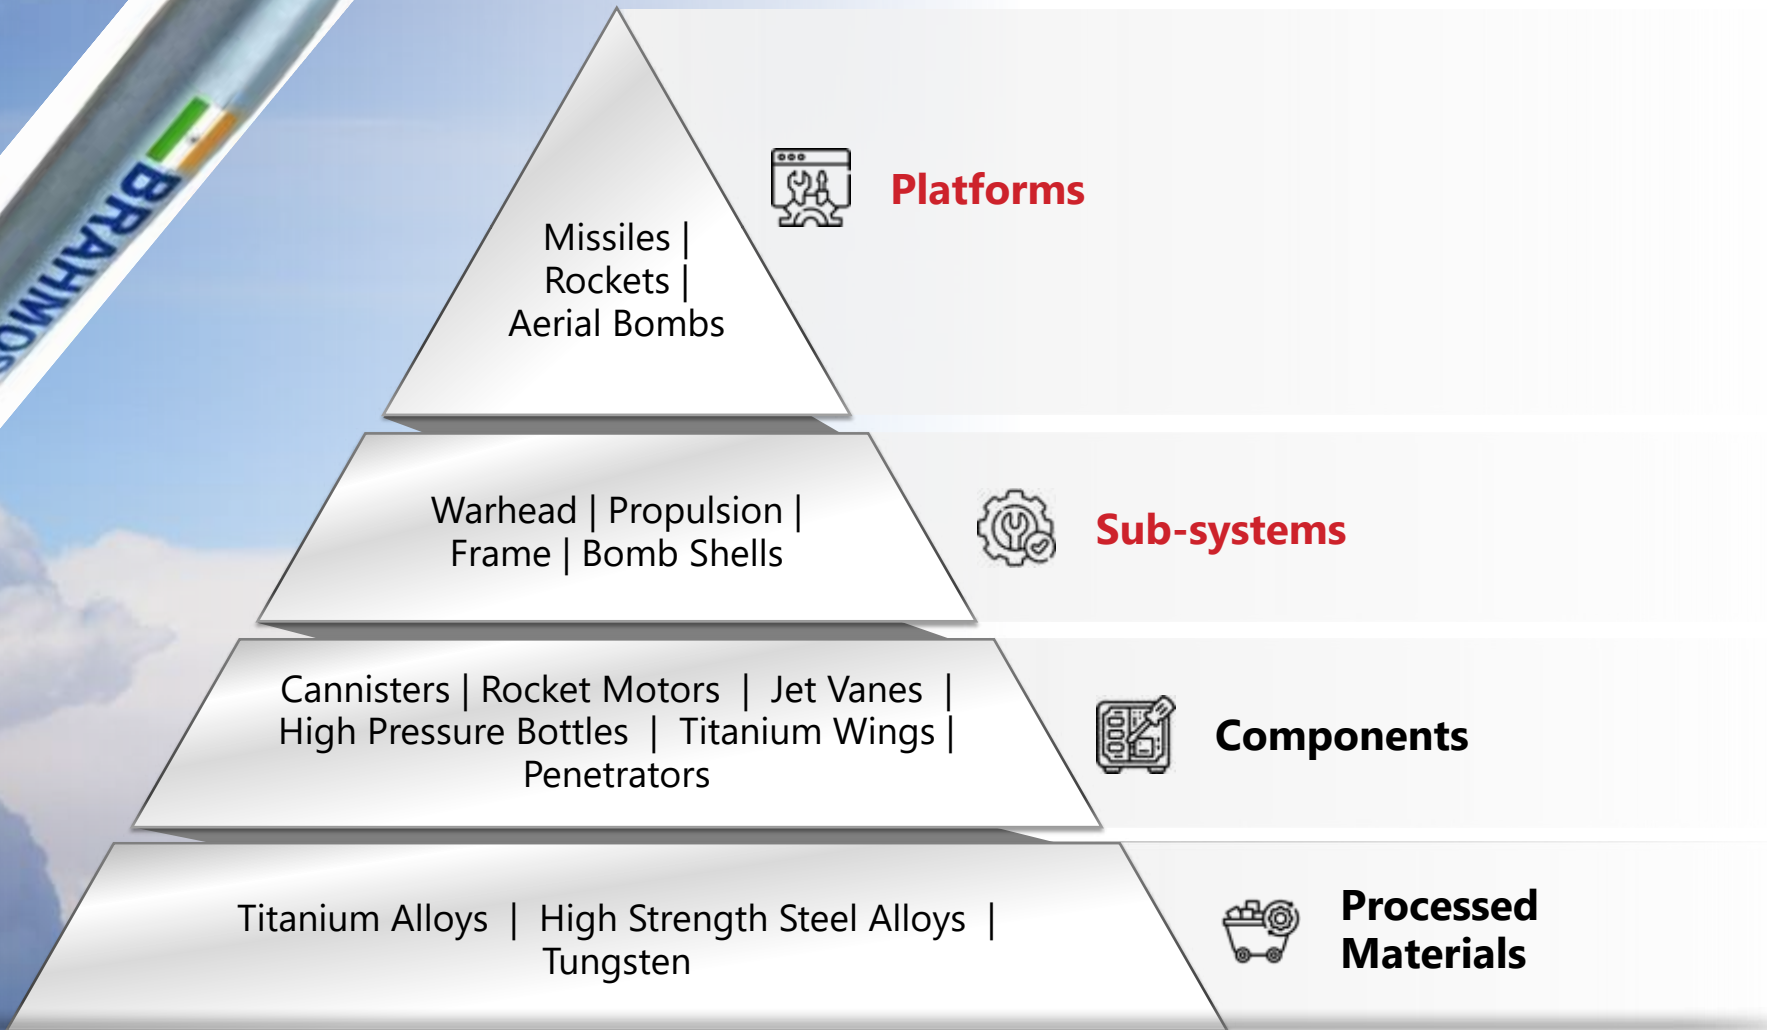 BRAHMOS
Missiles |
Rockets |
Aerial Bombs
Platforms
Warhead | Propulsion |
Frame | Bomb Shells
Sub-systems
Cannisters | Rocket Motors | Jet Vanes |
High Pressure Bottles | Titanium Wings |
Penetrators
Components
Titanium Alloys | High Strength Steel Alloys |
Tungsten
Processed
Materials